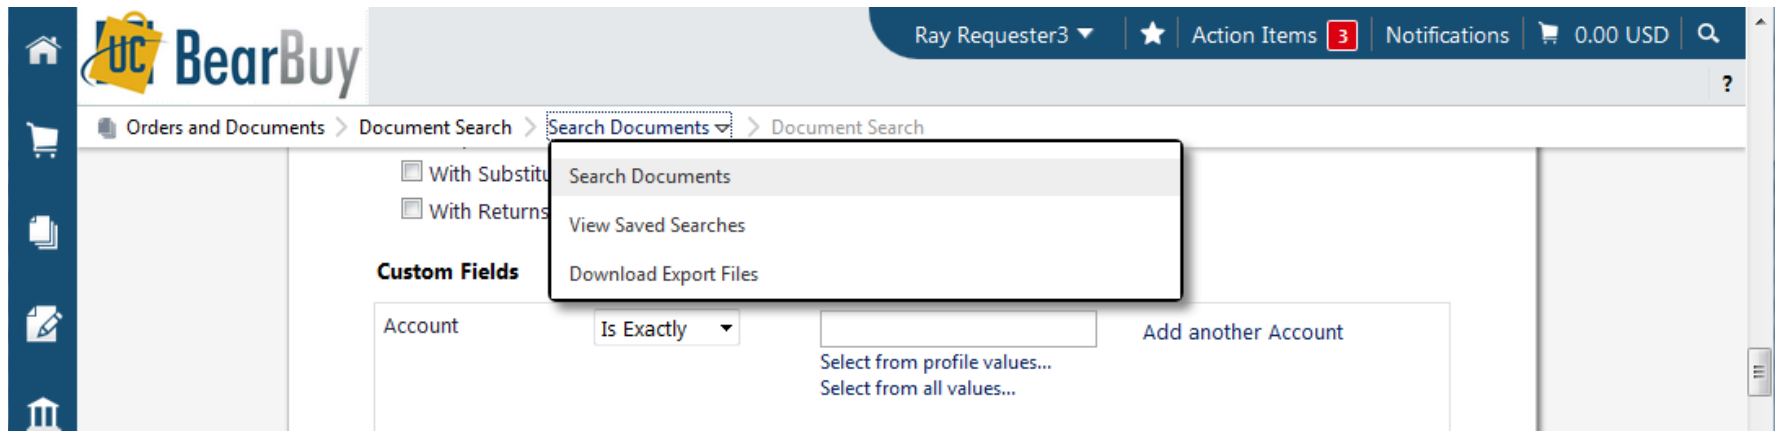 UC BearBuy
Ray Requester3 Action Items 3 Notifications 0.00 USD
?
Orders and Documents > Document Search > Search Documents > Document Search
With Substitu
With Returns
Search Documents
View Saved Searches
Download Export Files
Custom Fields
Account Is Exactly Add another Account
Select from profile values...
Select from all values...